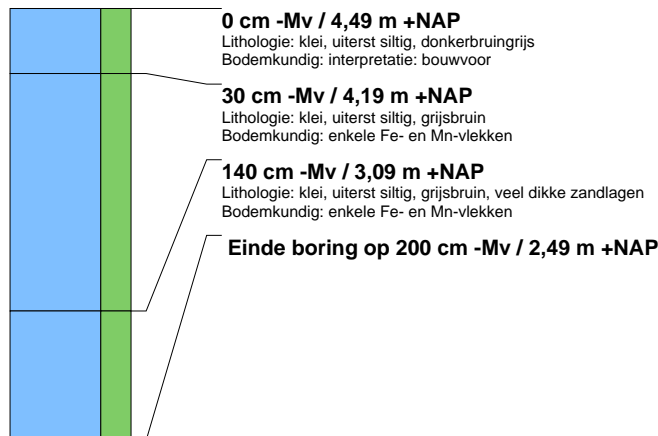 0 cm -Mv / 4,49 m +NAP
Lithologie: klei, uiterst siltig, donkerbruingrijs
Bodemkundig: interpretatie: bouwvoor
30 cm -Mv / 4,19 m +NAP
Lithologie: klei, uiterst siltig, grijsbruin
Bodemkundig: enkele Fe- en Mn-vlekken
140 cm -Mv / 3,09 m +NAP
Lithologie: klei, uiterst siltig, grijsbruin, veel dikke zandlagen
Bodemkundig: enkele Fe- en Mn-vlekken
Einde boring op 200 cm -Mv / 2,49 m +NAP